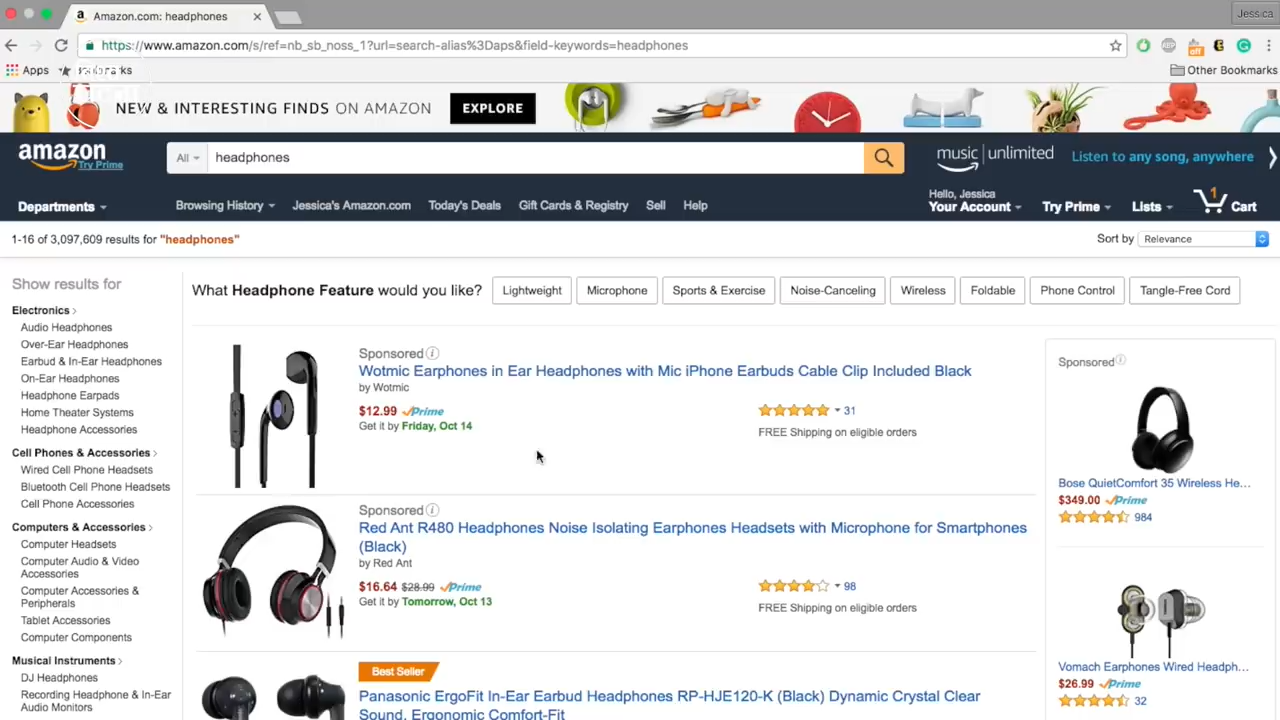 Amazon.com: headphones
Jessica
https://www.amazon.com/s/ref=nb_sb_noss_1?url=search-alias%3Daps&field-keywords=headphones
ABP
off
Apps
Other Bookmarks
NEW & INTERESTING FINDS ON AMAZON
EXPLORE
amazon
Try Prime
All
headphones
music unlimited
Listen to any song, anywhere
Departments
Browsing History
Jessica's Amazon.com
Today's Deals
Gift Cards & Registry
Sell
Help
Hello, Jessica
Your Account
Try Prime
Lists
1
Cart
1-16 of 3,097,609 results for "headphones"
Sort by
Relevance
Show results for
Electronics
Audio Headphones
Over-Ear Headphones
Earbud & In-Ear Headphones
On-Ear Headphones
Headphone Earpads
Home Theater Systems
Headphone Accessories
Cell Phones & Accessories
Wired Cell Phone Headsets
Bluetooth Cell Phone Headsets
Cell Phone Accessories
Computers & Accessories
Computer Headsets
Computer Audio & Video
Accessories
Computer Accessories &
Peripherals
Tablet Accessories
Computer Components
Musical Instruments
DJ Headphones
Recording Headphone & In-Ear
Audio Monitors
What Headphone Feature would you like?
Lightweight
Microphone
Sports & Exercise
Noise-Canceling
Wireless
Foldable
Phone Control
Tangle-Free Cord
Sponsored
Wotmic Earphones in Ear Headphones with Mic iPhone Earbuds Cable Clip Included Black
by Wotmic
$12.99 Prime
Get it by Friday, Oct 14
31
FREE Shipping on eligible orders
Sponsored
Red Ant R480 Headphones Noise Isolating Earphones Headsets with Microphone for Smartphones
(Black)
by Red Ant
$16.64 $28.99 Prime
Get it by Tomorrow, Oct 13
98
FREE Shipping on eligible orders
Best Seller
Panasonic ErgoFit In-Ear Earbud Headphones RP-HJE120-K (Black) Dynamic Crystal Clear
Sound, Ergonomic Comfort-Fit
Sponsored
Bose QuietComfort 35 Wireless He...
$349.00 Prime
984
Vomach Earphones Wired Headph...
$26.99 Prime
32